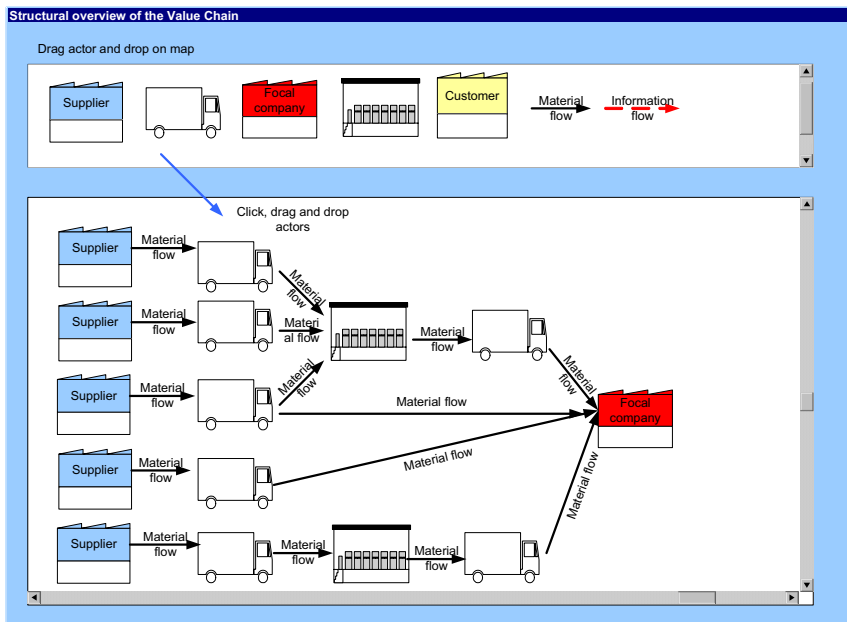 Structural overview of the Value Chain
Drag actor and drop on map
Supplier
Focal
company
Customer
Material
flow
Information
flow
Click, drag and drop
actors
Supplier
Material
flow
Material
flow
Supplier
Material
flow
Materi
al flow
Material
flow
Material
flow
Supplier
Material
flow
Material
flow
Material flow
Focal
company
Supplier
Material
flow
Material flow
Material flow
Supplier
Material
flow
Material
flow
Material
flow